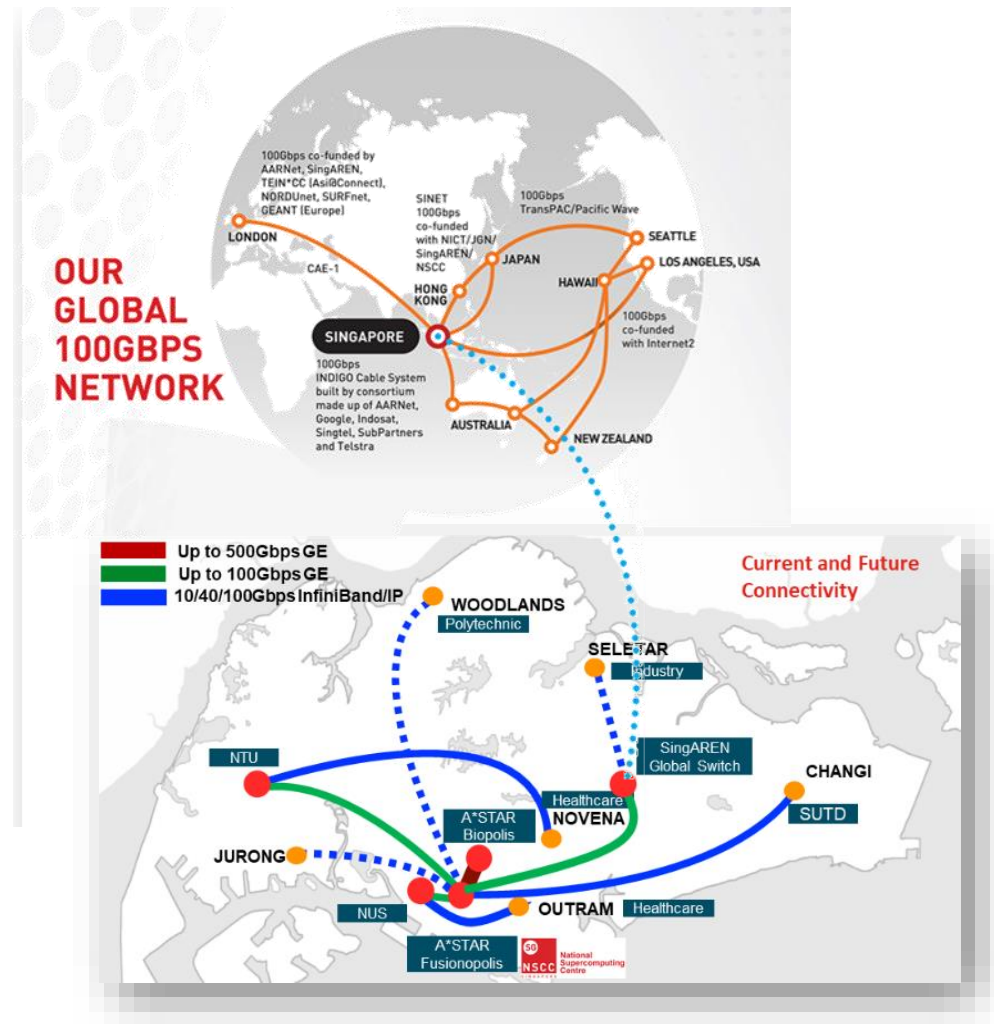 OUR
GLOBAL
100GBPS
NETWORK
100Gbps co-funded by
AARNet, SingAREN,
TEIN*CC (Asi@Connect),
NORDUnet, SURFnet,
GEANT (Europe)
LONDON
CAE-1
SINET
100Gbps
co-funded
with NICT/JGN/
SingAREN/
NSCC
100Gbps
TransPAC/Pacific Wave
SEATTLE
LOS ANGELES, USA
JAPAN
HAWAII
HONG
KONG
100Gbps
co-funded
with Internet2
SINGAPORE
100Gbps
INDIGO Cable System
built by consortium
made up of AARNet,
Google, Indosat,
Singtel, SubPartners
and Telstra
AUSTRALIA
NEW ZEALAND
Up to 500Gbps GE
Up to 100Gbps GE
10/40/100Gbps InfiniBand/IP
Current and Future
Connectivity
WOODLANDS
Polytechnic
SELETAR
Industry
NTU
SingAREN
Global Switch
CHANGI
SUTD
Healthcare
NOVENA
A*STAR
Biopolis
JURONG
NUS
OUTRAM
Healthcare
A*STAR
Fusionopolis
SG
NSCC
SINGAPORE
National
Supercomputing
Centre